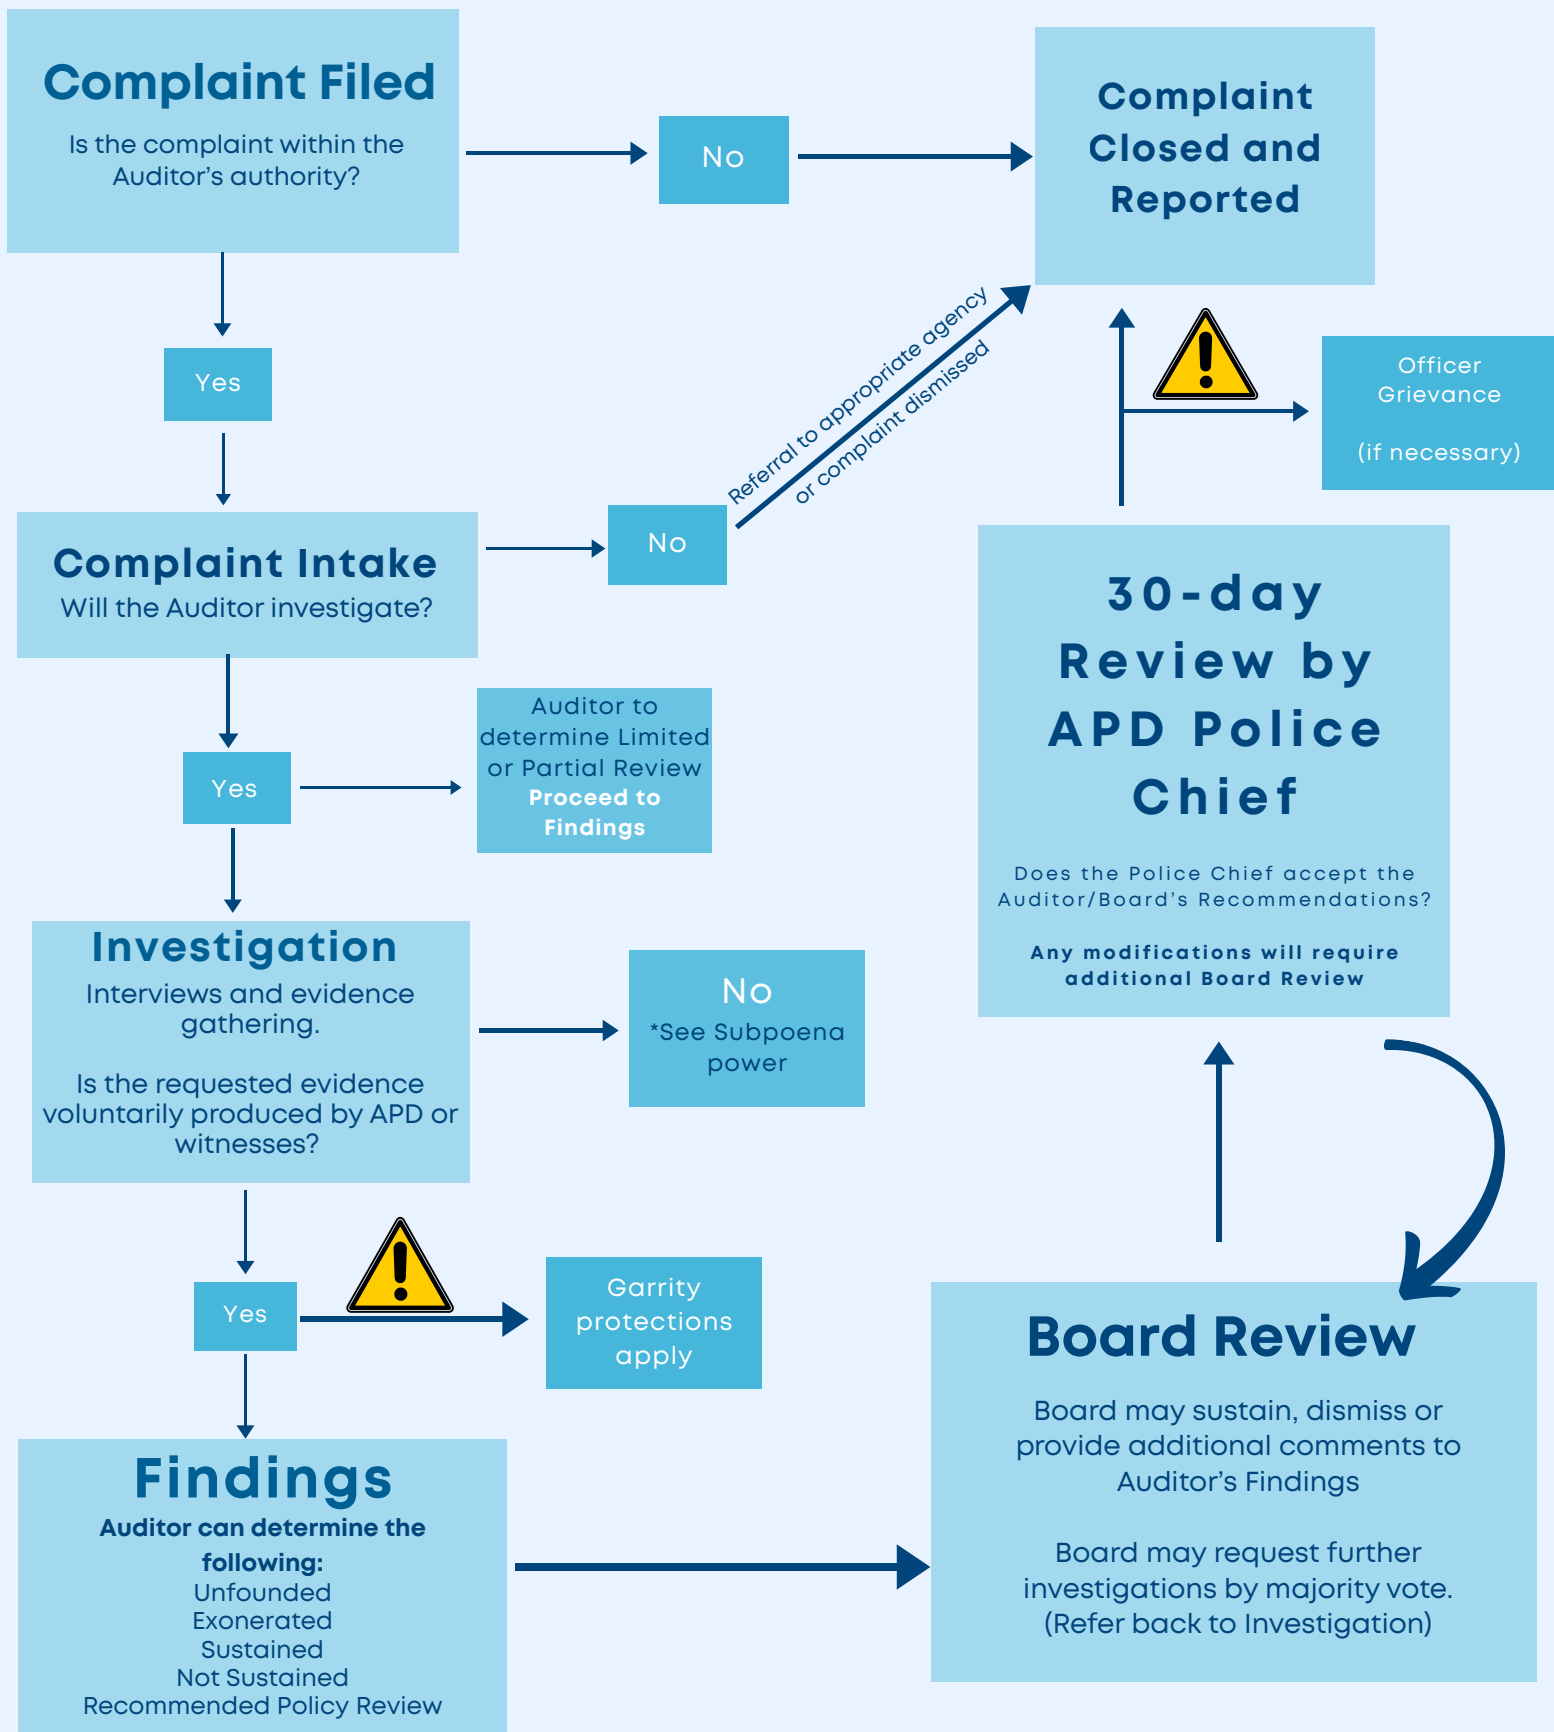 Complaint Filed
Is the complaint within the
Auditor's authority?
No
Complaint
Closed and
Reported
Yes
Referral to appropriate agency
or complaint dismissed
Officer
Grievance
(if necessary)
Complaint Intake
Will the Auditor investigate?
No
30-day
Review by
APD Police
Chief
Does the Police Chief accept the
Auditor/Board's Recommendations?
Any modifications will require
additional Board Review
Yes
Auditor to
determine Limited
or Partial Review
Proceed to
Findings
Investigation
Interviews and evidence
gathering.
Is the requested evidence
voluntarily produced by APD or
witnesses?
No
*See Subpoena
power
Yes
Garrity
protections
apply
Board Review
Board may sustain, dismiss or
provide additional comments to
Auditor's Findings
Board may request further
investigations by majority vote.
(Refer back to Investigation)
Findings
Auditor can determine the
following:
Unfounded
Exonerated
Sustained
Not Sustained
Recommended Policy Review